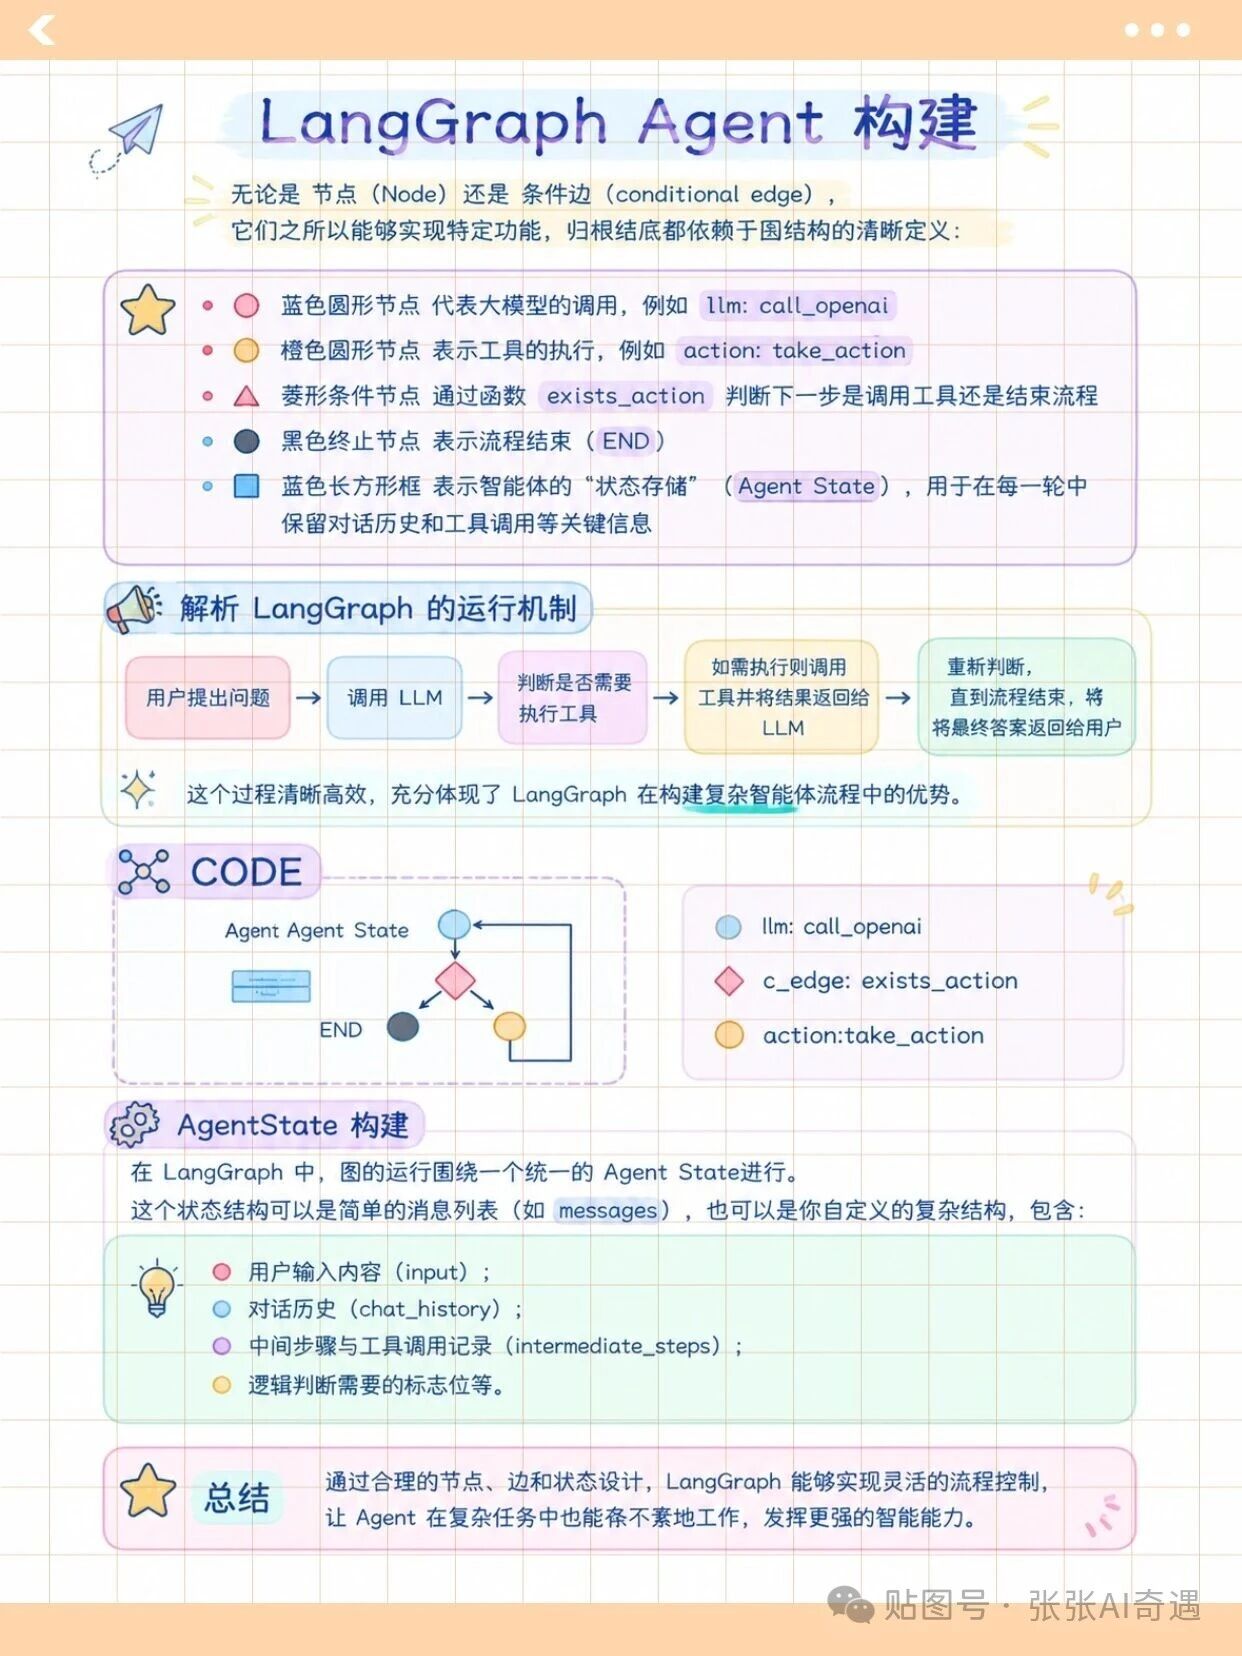 LangGraph Agent 构建
无论是 节点（Node）还是 条件边（conditional edge），
它们之所以能够实现特定功能，归根结底都依赖于图结构的清晰定义：
蓝色圆形节点 代表大模型的调用，例如 llm: call_openai
橙色圆形节点 表示工具的执行，例如 action: take_action
菱形条件节点 通过函数 exists_action 判断下一步是调用工具还是结束流程
黑色终止节点 表示流程结束（END）
蓝色长方形框 表示智能体的“状态存储”（Agent State），用于在每一轮中
保留对话历史和工具调用等关键信息
解析 LangGraph 的运行机制
用户提出问题
调用 LLM
判断是否需要
执行工具
如需执行则调用
工具并将结果返回给
LLM
重新判断，
直到流程结束，将
将最终答案返回给用户
这个过程清晰高效，充分体现了 LangGraph 在构建复杂智能体流程中的优势。
CODE
Agent Agent State
END
llm: call_openai
c_edge: exists_action
action:take_action
AgentState 构建
在 LangGraph 中，图的运行围绕一个统一的 Agent State进行。
这个状态结构可以是简单的消息列表（如 messages），也可以是你自定义的复杂结构，包含：
用户输入内容（input）；
对话历史（chat_history）；
中间步骤与工具调用记录（intermediate_steps）；
逻辑判断需要的标志位等。
总结
通过合理的节点、边和状态设计，LangGraph 能够实现灵活的流程控制，
让 Agent 在复杂任务中也能不地工作，发挥更强的智能能力。
贴图号·张张AI奇遇